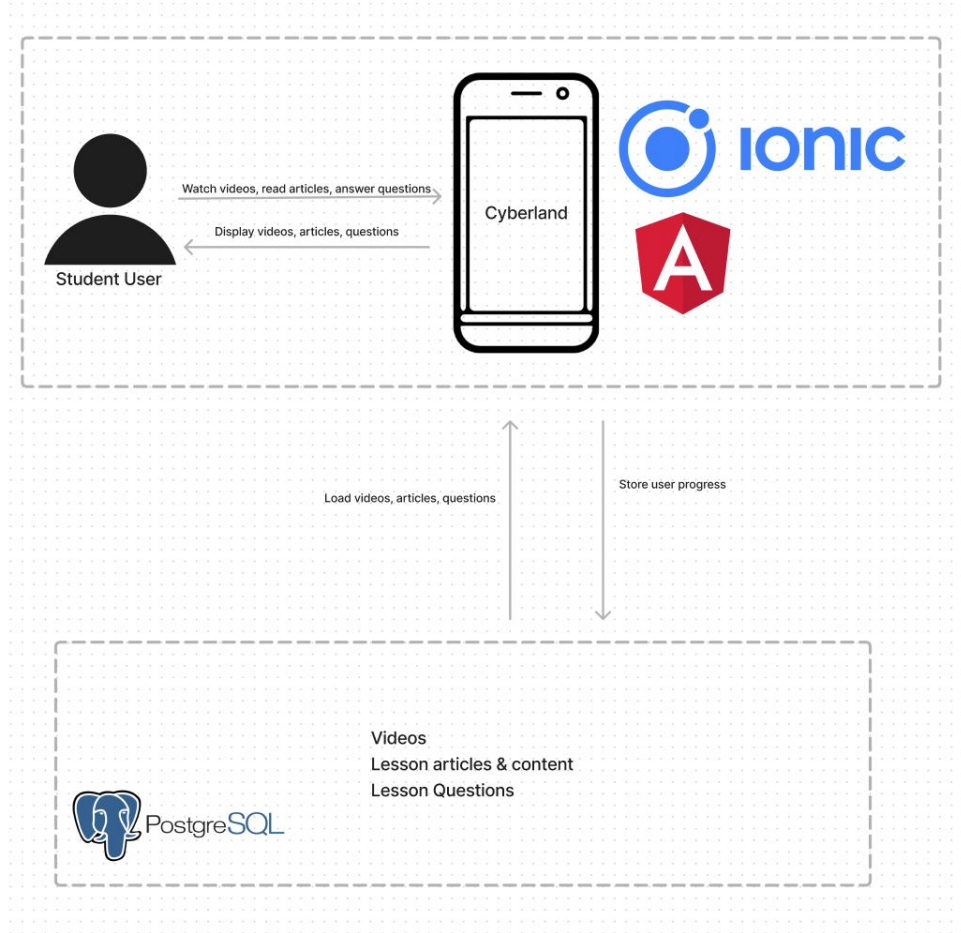 IONIC
Watch videos, read articles, answer questions
Cyberland
Display videos, articles, questions
A
Student User
Load videos, articles, questions
Store user progress
Videos
Lesson articles & content
Lesson Questions
PostgreSQL